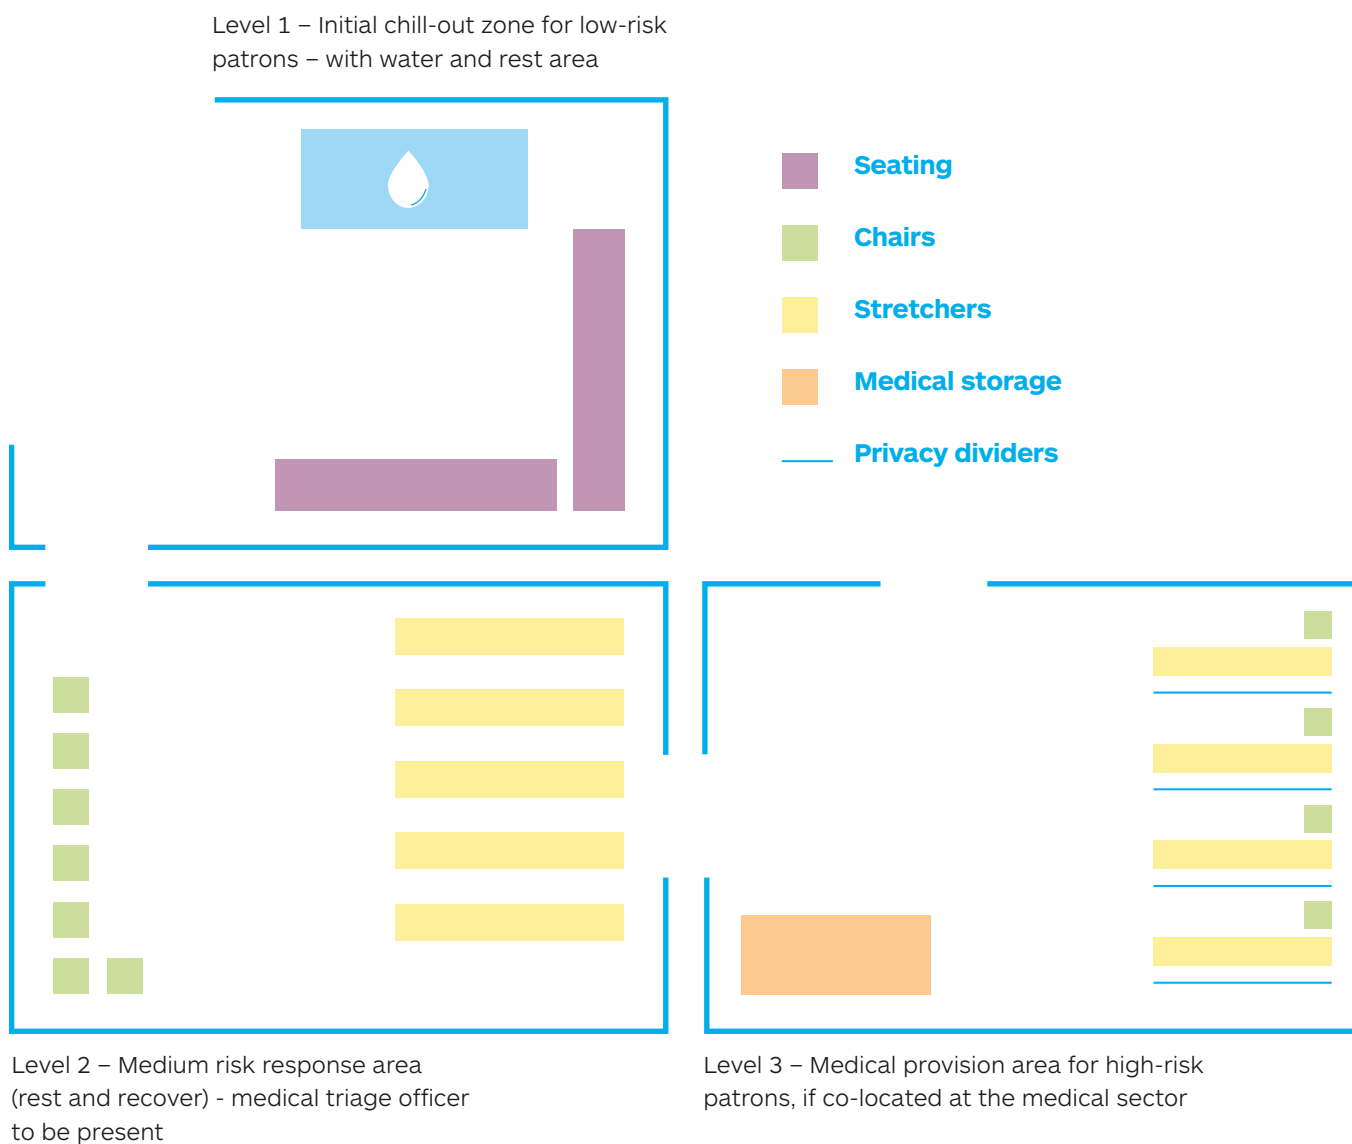 Level 1 – Initial chill-out zone for low-risk
patrons – with water and rest area
Seating
Chairs
Stretchers
Medical storage
Privacy dividers
Level 2 – Medium risk response area
(rest and recover) - medical triage officer
to be present
Level 3 – Medical provision area for high-risk
patrons, if co-located at the medical sector